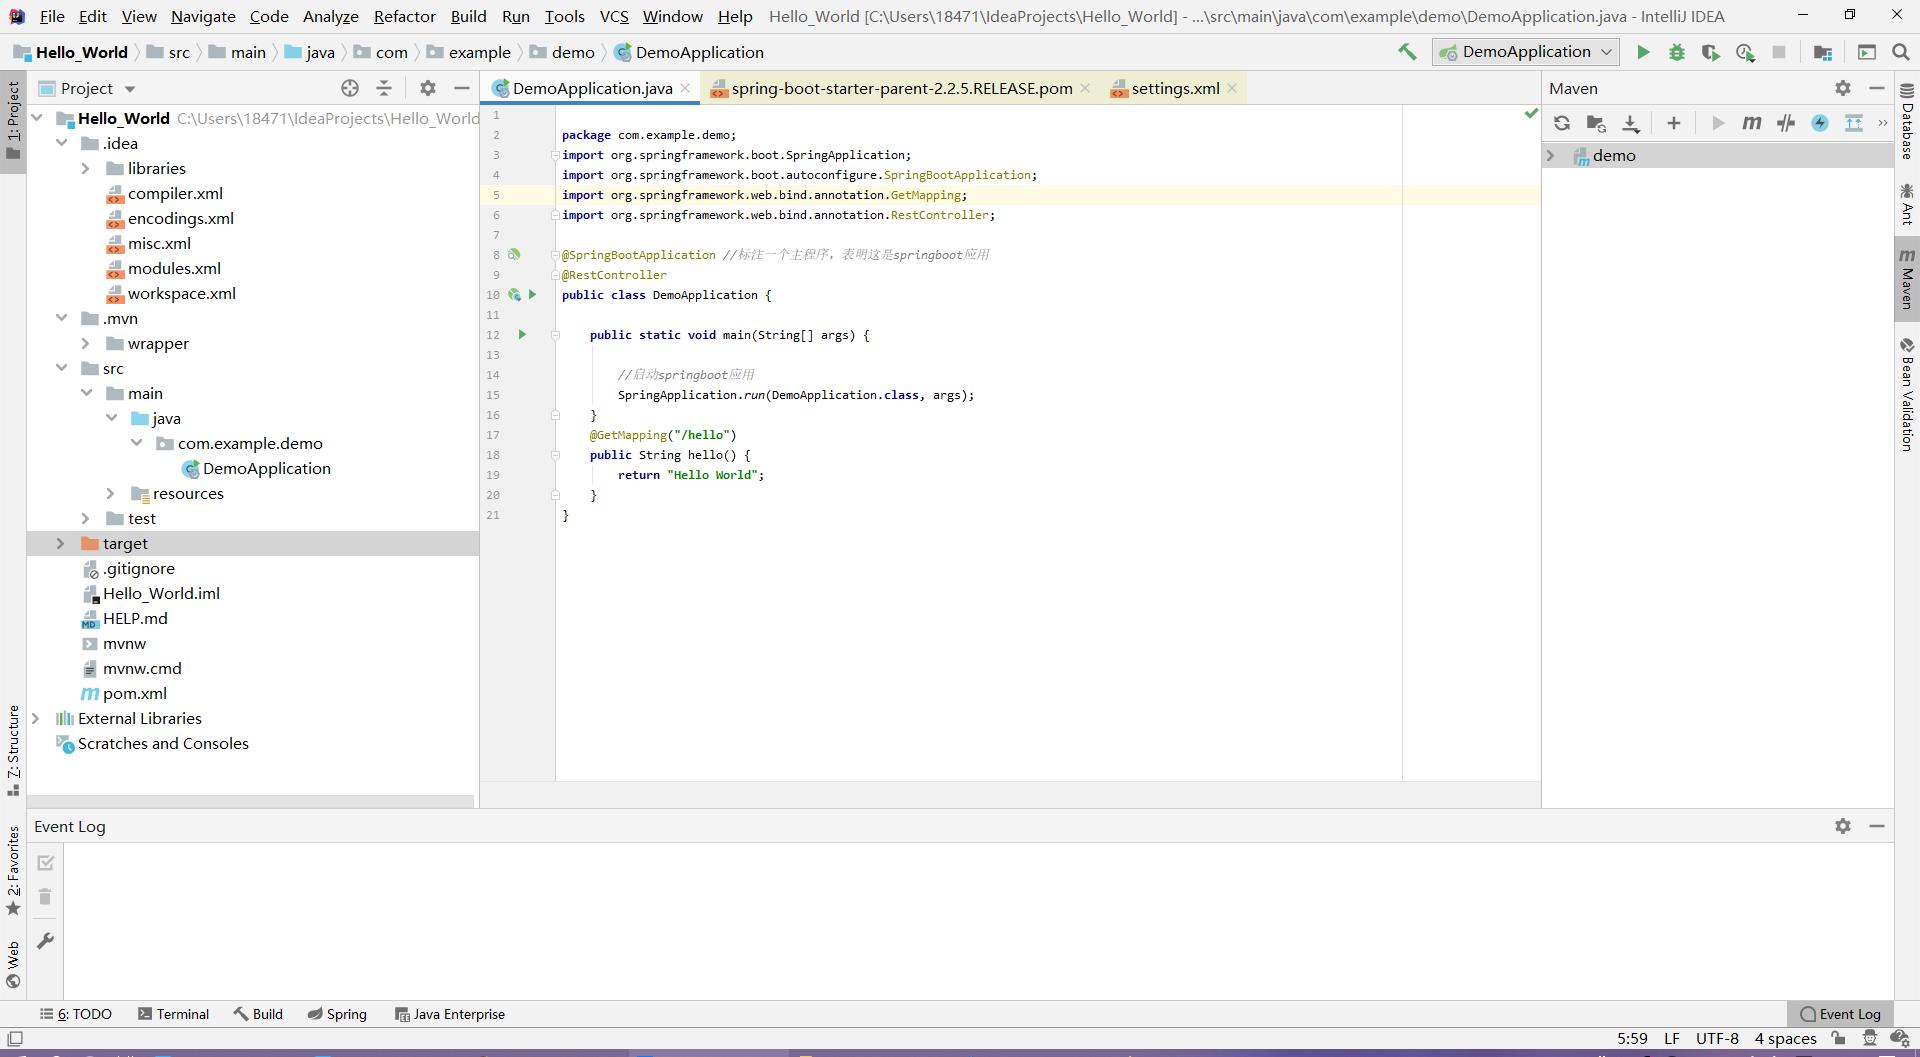 File Edit View Navigate Code Analyze Refactor Build Run Tools VCS Window Help Hello_World [C:\Users\18471\IdeaProjects\Hello_World] - ...\src\main\java\com\example\demo\DemoApplication.java - IntelliJ IDEA
Hello_World src main java com example demo DemoApplication
DemoApplication
1: Project
Project
Hello_World C:\Users\18471\IdeaProjects\Hello_World
.idea
libraries
compiler.xml
encodings.xml
misc.xml
modules.xml
workspace.xml
.mvn
wrapper
src
main
java
com.example.demo
DemoApplication
resources
test
target
.gitignore
Hello_World.iml
HELP.md
mvnw
mvnw.cmd
pom.xml
External Libraries
Scratches and Consoles
DemoApplication.java spring-boot-starter-parent-2.2.5.RELEASE.pom settings.xml
1
2 package com.example.demo;
3 import org.springframework.boot.SpringApplication;
4 import org.springframework.boot.autoconfigure.SpringBootApplication;
5 import org.springframework.web.bind.annotation.GetMapping;
6 import org.springframework.web.bind.annotation.RestController;
7
8 @SpringBootApplication //标注一个主程序，表明这是springboot应用
9 @RestController
10 public class DemoApplication {
11
12 public static void main(String[] args) {
13
14 //启动springboot应用
15 SpringApplication.run(DemoApplication.class, args);
16 }
17 @GetMapping("/hello")
18 public String hello() {
19 return "Hello World";
20 }
21 }
Maven
demo
Database
Ant
Maven
Bean Validation
7: Structure
2: Favorites
Web
Event Log
6: TODO Terminal Build Spring Java Enterprise Event Log
5:59 LF UTF-8 4 spaces